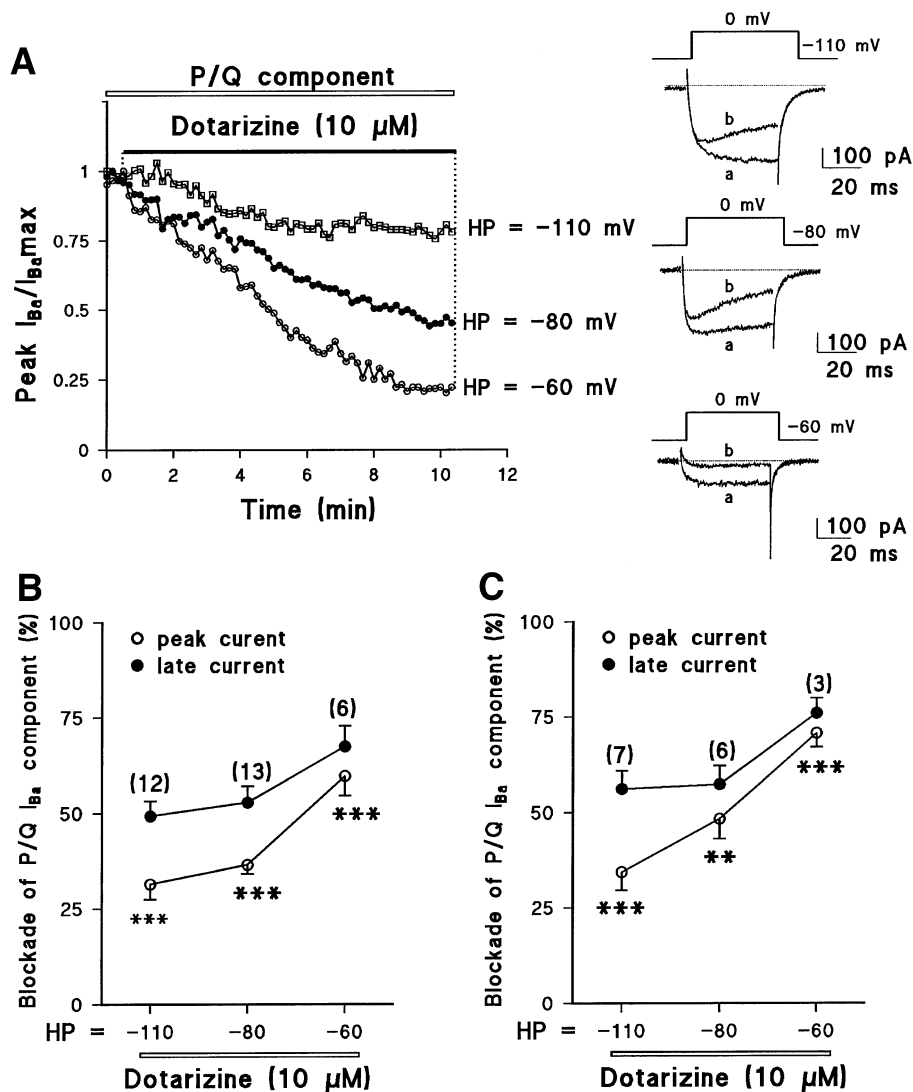 A
P/Q component
Dotarizine (10 µM)
Peak I_Ba/I_Ba max
1
0.75
0.5
0.25
0
HP = −110 mV
HP = −80 mV
HP = −60 mV
0 2 4 6 8 10 12
Time (min)
0 mV
−110 mV
b
a
100 pA
20 ms
0 mV
−80 mV
b
a
100 pA
20 ms
0 mV
−60 mV
b
a
100 pA
20 ms
B
Blockade of P/Q I_Ba component (%)
100
75
50
25
0
peak curent
late current
(12)
(13)
(6)
***
***
***
HP = −110 −80 −60
Dotarizine (10 µM)
C
Blockade of P/Q I_Ba component (%)
100
75
50
25
0
peak current
late current
(7)
(6)
(3)
***
**
***
HP = −110 −80 −60
Dotarizine (10 µM)